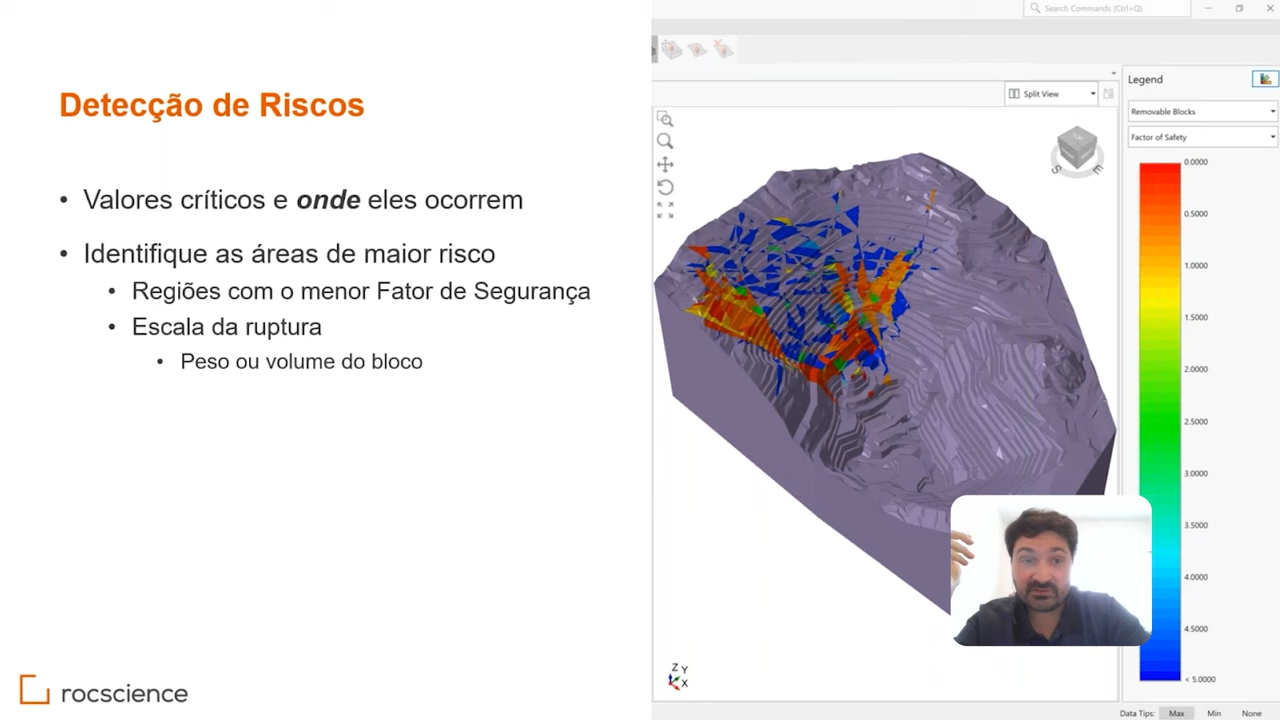 Detecção de Riscos
• Valores críticos e onde eles ocorrem
• Identifique as áreas de maior risco
• Regiões com o menor Fator de Segurança
• Escala da ruptura
• Peso ou volume do bloco
rocscience
Search Commands (Ctrl+Q)
Split View
S
E
Z
Y
X
Legend
Removable Blocks
Factor of Safety
0.0000
0.5000
1.0000
1.5000
2.0000
2.5000
3.0000
3.5000
4.0000
4.5000
< 5.0000
Data Tips: Max Min None